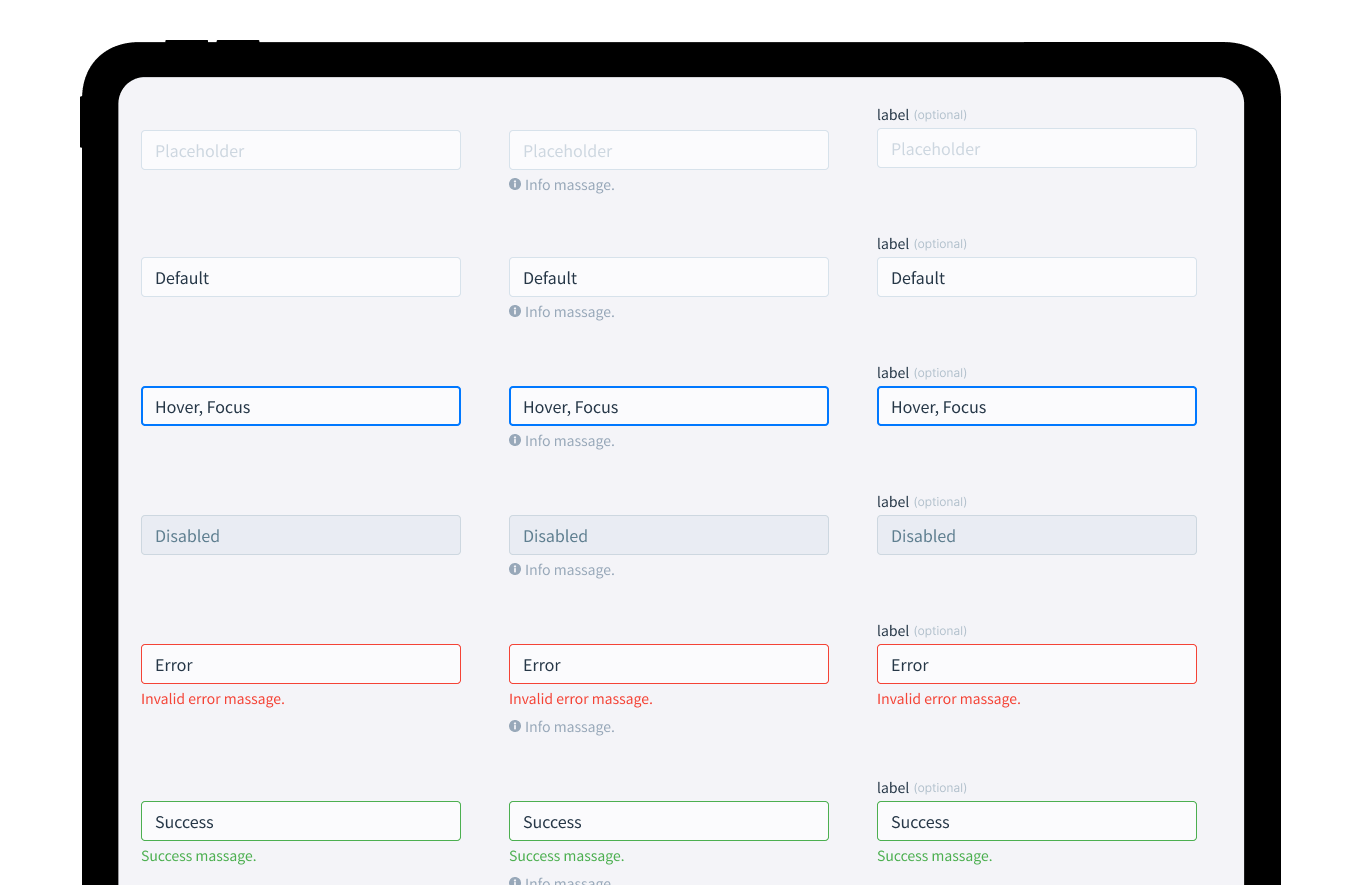 label (optional)
Placeholder Placeholder Placeholder
Info massage.
label (optional)
Default Default Default
Info massage.
label (optional)
Hover, Focus Hover, Focus Hover, Focus
Info massage.
label (optional)
Disabled Disabled Disabled
Info massage.
label (optional)
Error Error Error
Invalid error massage. Invalid error massage. Invalid error massage.
Info massage.
label (optional)
Success Success Success
Success massage. Success massage. Success massage.
Info massage.